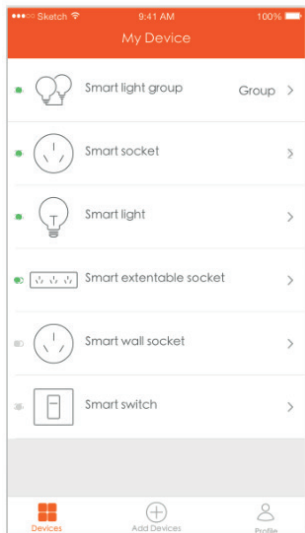 Sketch 9:41 AM 100%
My Device
Smart light group Group
Smart socket
Smart light
Smart extentable socket
Smart wall socket
Smart switch
Devices Add Devices Profile